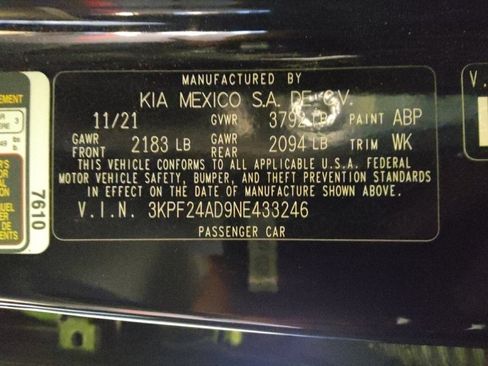 MANUFACTURED BY
KIA MEXICO S.A. DE C.V.
11/21 GVWR 3792 LB PAINT ABP
GAWR FRONT 2183 LB GAWR REAR 2094 LB TRIM WK
THIS VEHICLE CONFORMS TO ALL APPLICABLE U.S.A. FEDERAL
MOTOR VEHICLE SAFETY, BUMPER, AND THEFT PREVENTION STANDARDS
IN EFFECT ON THE DATE OF MANUFACTURE SHOWN ABOVE.
V.I.N. 3KPF24AD9NE433246
PASSENGER CAR
7610
V.